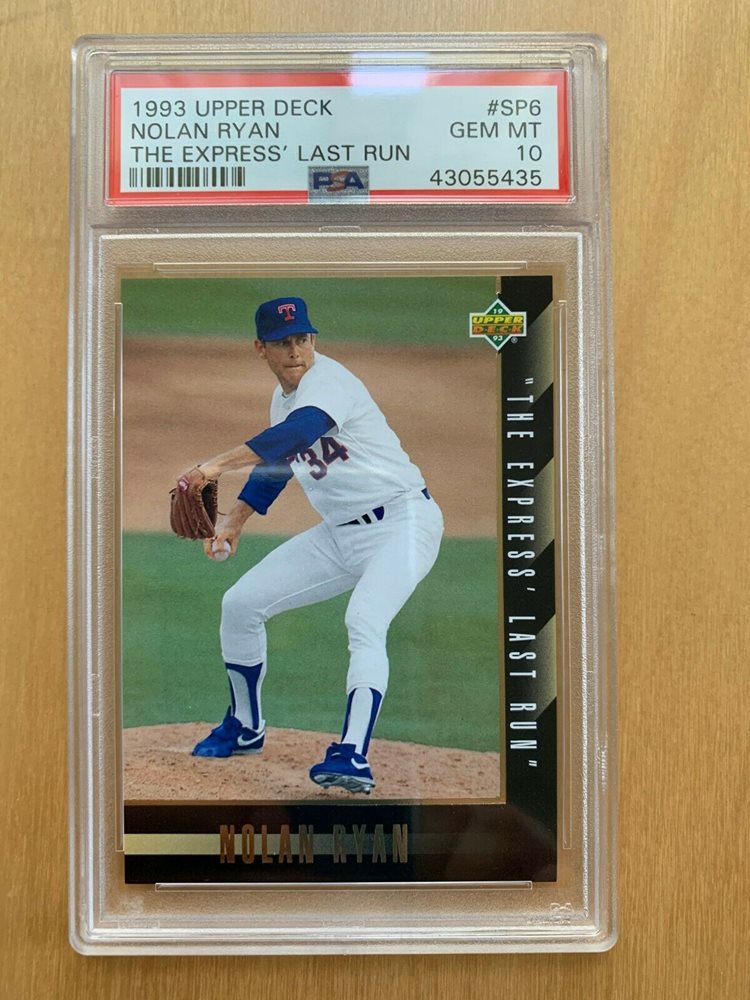 1993 UPPER DECK #SP6
NOLAN RYAN GEM MT
THE EXPRESS' LAST RUN 10
PSA 43055435
T
19
UPPER
DECK
93 ®
"THE EXPRESS' LAST RUN"
34
NOLAN RYAN